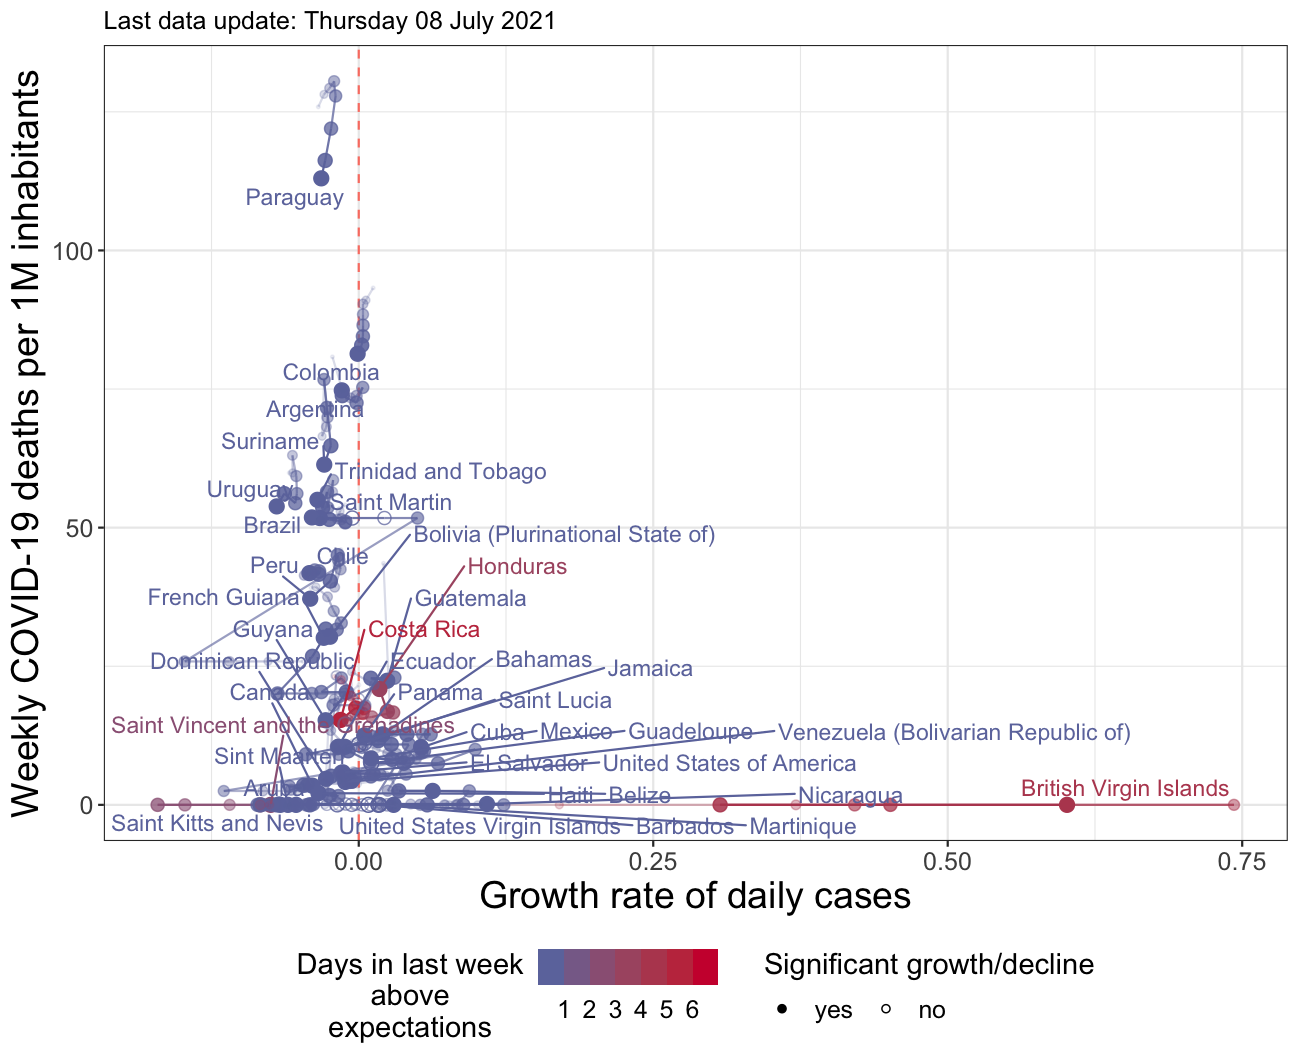 Last data update: Thursday 08 July 2021
Weekly COVID-19 deaths per 1M inhabitants
100
50
0
Paraguay
Colombia
Argentina
Suriname
Trinidad and Tobago
Uruguay
Saint Martin
Brazil
Bolivia (Plurinational State of)
Chile
Peru
Honduras
French Guiana
Guatemala
Guyana
Costa Rica
Dominican Republic
Ecuador
Bahamas
Jamaica
Canada
Panama
Saint Lucia
Saint Vincent and the Grenadines
Cuba
Mexico
Guadeloupe
Venezuela (Bolivarian Republic of)
Sint Maarten
El Salvador
United States of America
Aruba
Haiti
Belize
Nicaragua
British Virgin Islands
Saint Kitts and Nevis
United States Virgin Islands
Barbados
Martinique
0.00
0.25
0.50
0.75
Growth rate of daily cases
Days in last week
above
expectations
1 2 3 4 5 6
Significant growth/decline
yes
no